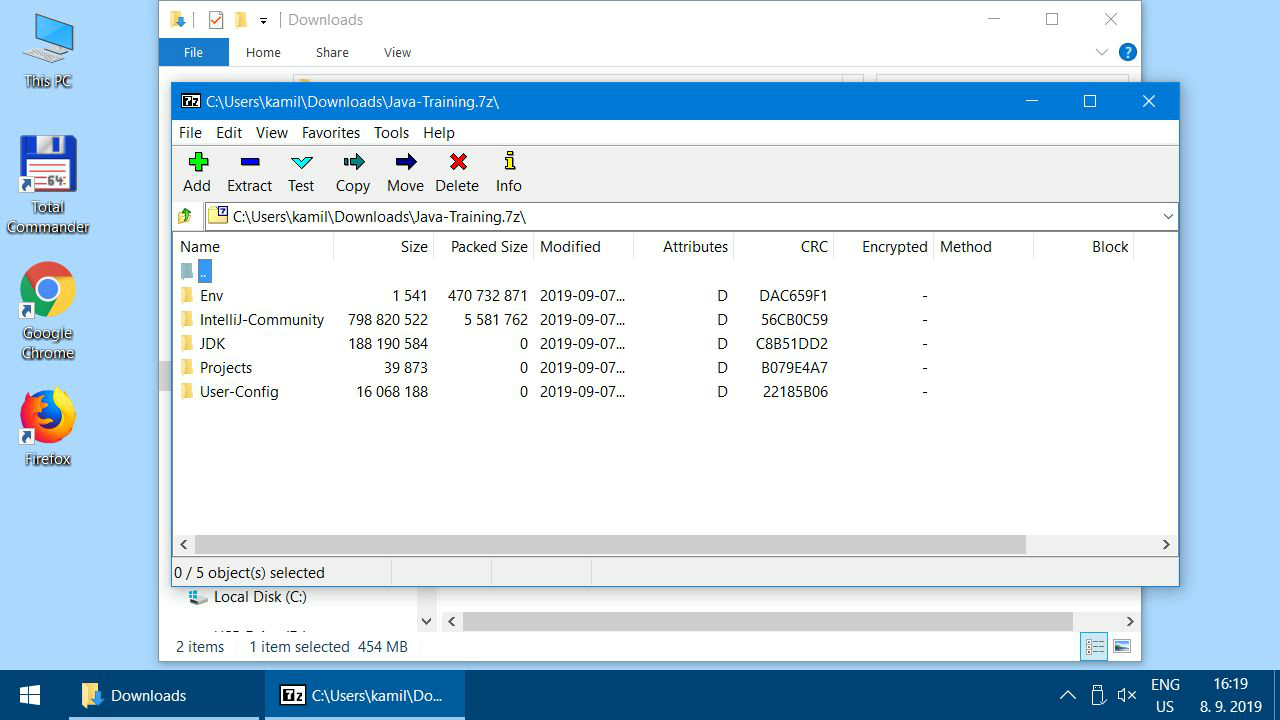 Downloads
File Home Share View
C:\Users\kamil\Downloads\Java-Training.7z\
File Edit View Favorites Tools Help
Add Extract Test Copy Move Delete Info
C:\Users\kamil\Downloads\Java-Training.7z\
Name Size Packed Size Modified Attributes CRC Encrypted Method Block
..
Env 1 541 470 732 871 2019-09-07... D DAC659F1 -
IntelliJ-Community 798 820 522 5 581 762 2019-09-07... D 56CB0C59 -
JDK 188 190 584 0 2019-09-07... D C8B51DD2 -
Projects 39 873 0 2019-09-07... D B079E4A7 -
User-Config 16 068 188 0 2019-09-07... D 22185B06 -
0 / 5 object(s) selected
Local Disk (C:)
2 items 1 item selected 454 MB
This PC
64
Total
Commander
Google
Chrome
Firefox
Downloads
7z C:\Users\kamil\Do...
ENG
US
16:19
8. 9. 2019